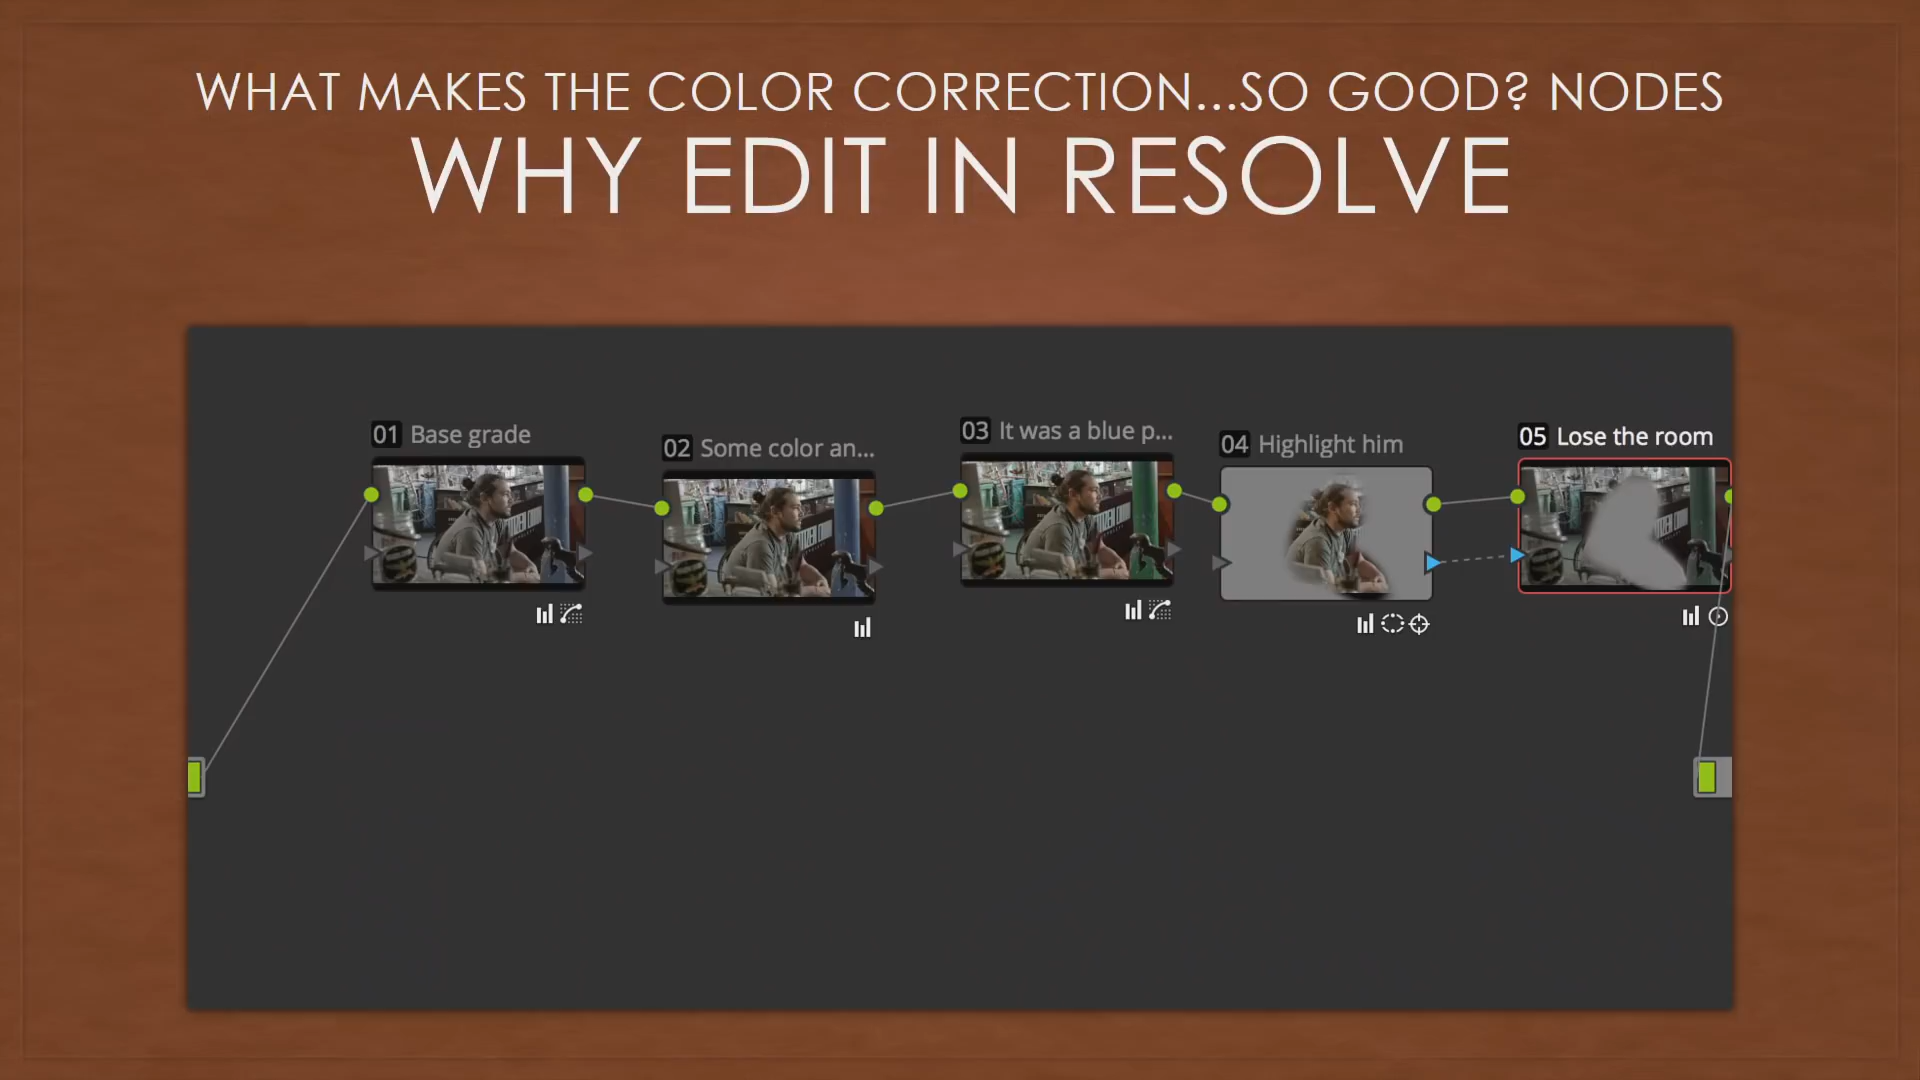 WHAT MAKES THE COLOR CORRECTION...SO GOOD? NODES
WHY EDIT IN RESOLVE
01 Base grade
02 Some color an...
03 It was a blue p...
04 Highlight him
05 Lose the room